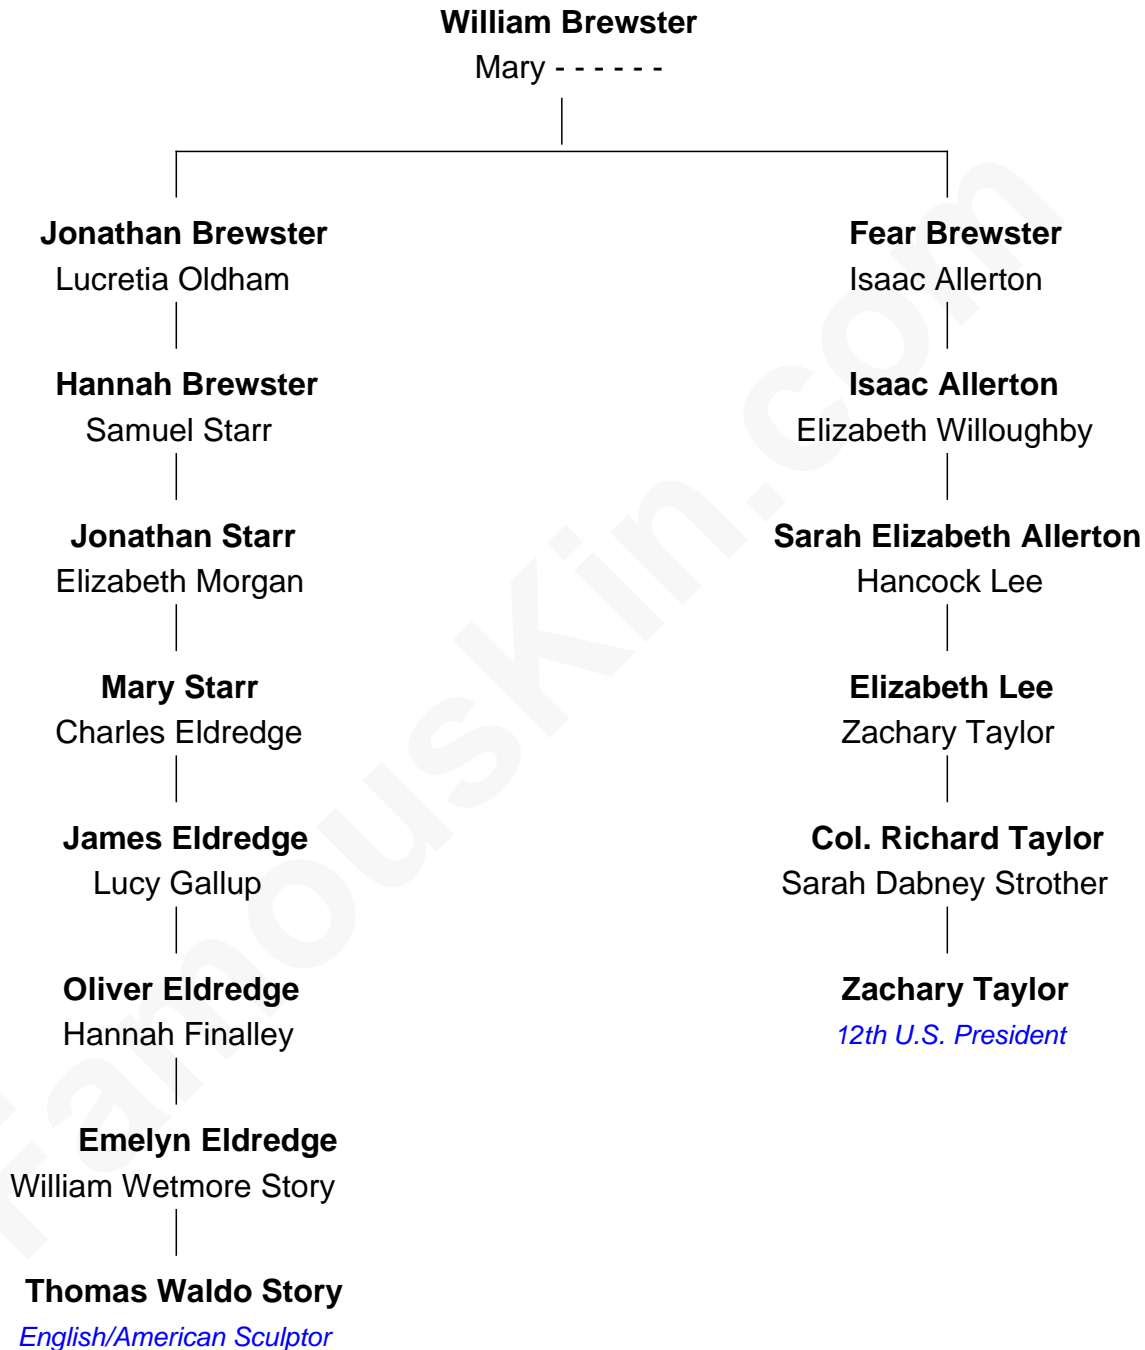 William Brewster
Mary - - - - - -
Jonathan Brewster
Lucretia Oldham
Fear Brewster
Isaac Allerton
Hannah Brewster
Samuel Starr
Isaac Allerton
Elizabeth Willoughby
Jonathan Starr
Elizabeth Morgan
Sarah Elizabeth Allerton
Hancock Lee
Mary Starr
Charles Eldredge
Elizabeth Lee
Zachary Taylor
James Eldredge
Lucy Gallup
Col. Richard Taylor
Sarah Dabney Strother
Oliver Eldredge
Hannah Finalley
Zachary Taylor
12th U.S. President
Emelyn Eldredge
William Wetmore Story
Thomas Waldo Story
English/American Sculptor
FamousKin.com